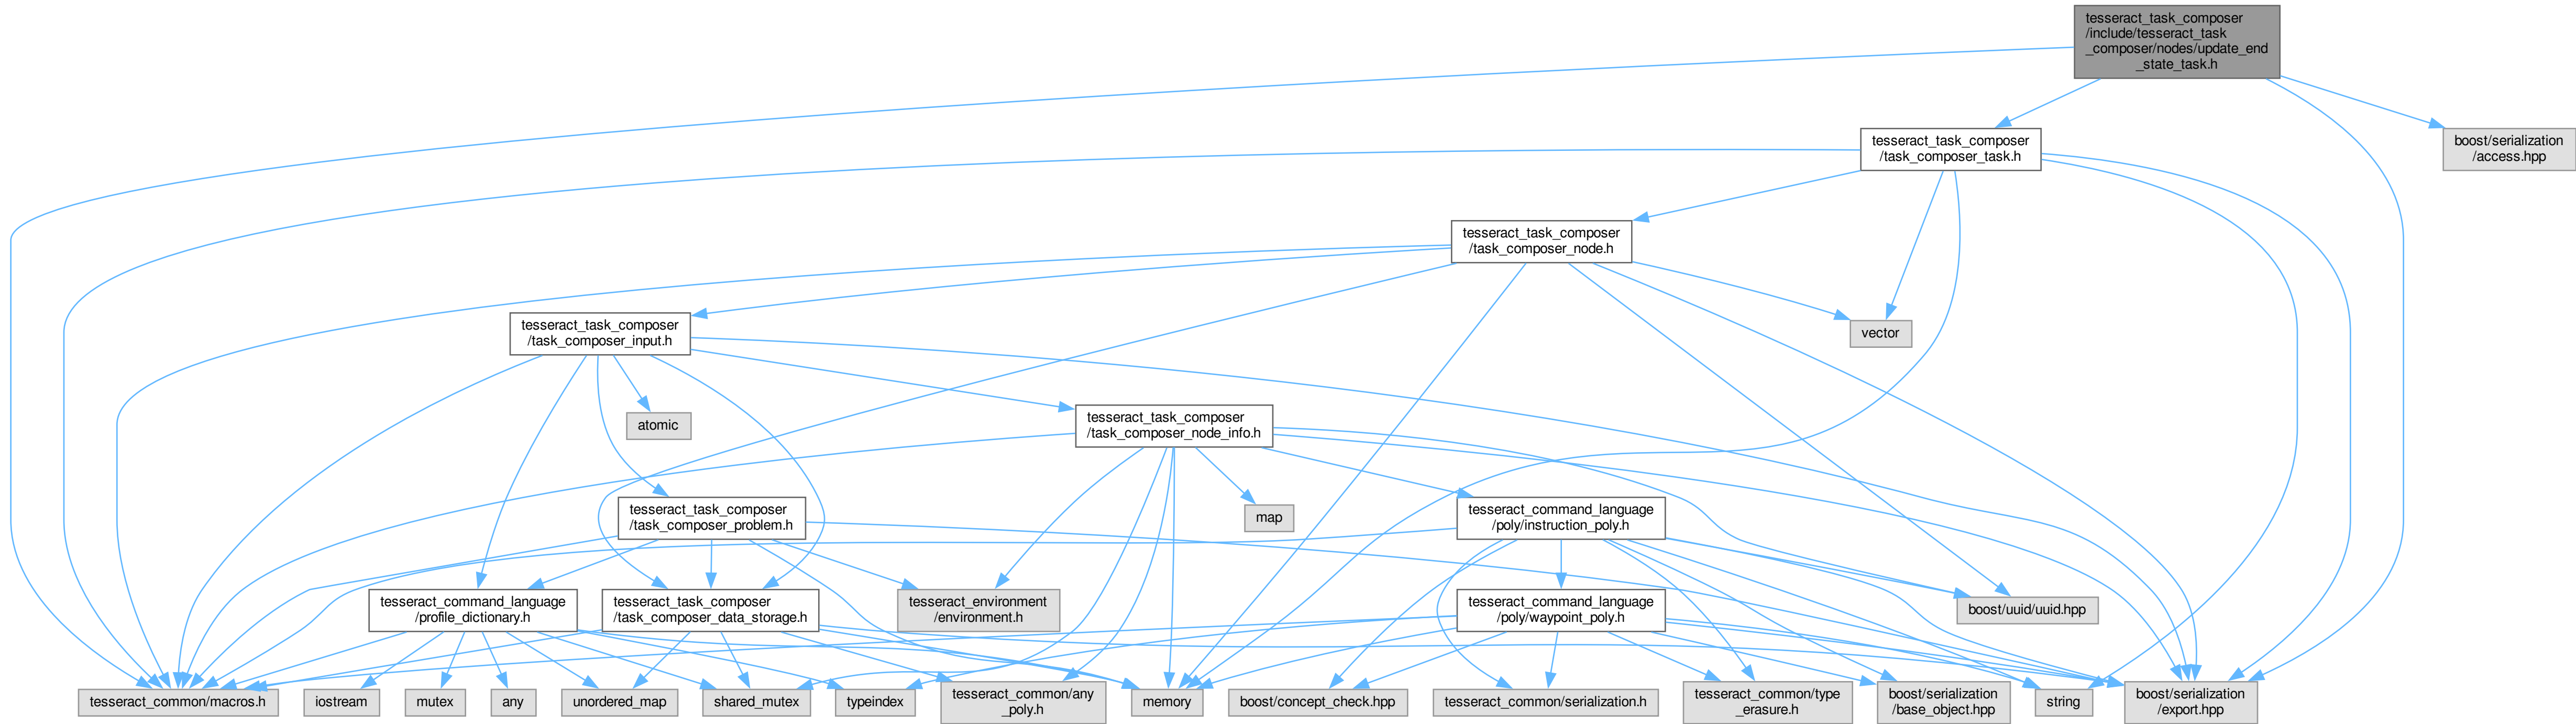 tesseract_task_composer
/include/tesseract_task
_composer/nodes/update_end
_state_task.h
tesseract_task_composer
/task_composer_task.h
boost/serialization
/access.hpp
tesseract_task_composer
/task_composer_node.h
tesseract_task_composer
/task_composer_input.h
vector
atomic
tesseract_task_composer
/task_composer_node_info.h
tesseract_task_composer
/task_composer_problem.h
map
tesseract_command_language
/poly/instruction_poly.h
tesseract_command_language
/profile_dictionary.h
tesseract_task_composer
/task_composer_data_storage.h
tesseract_environment
/environment.h
tesseract_command_language
/poly/waypoint_poly.h
boost/uuid/uuid.hpp
tesseract_common/macros.h
iostream
mutex
any
unordered_map
shared_mutex
typeindex
tesseract_common/any
_poly.h
memory
boost/concept_check.hpp
tesseract_common/serialization.h
tesseract_common/type
_erasure.h
boost/serialization
/base_object.hpp
string
boost/serialization
/export.hpp